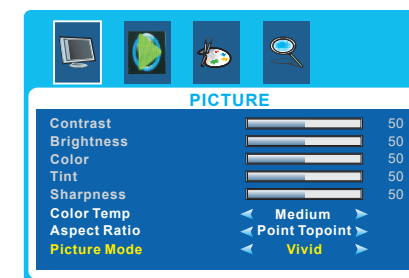 PICTURE
Contrast 50
Brightness 50
Color 50
Tint 50
Sharpness 50
Color Temp Medium
Aspect Ratio Point Topoint
Picture Mode Vivid